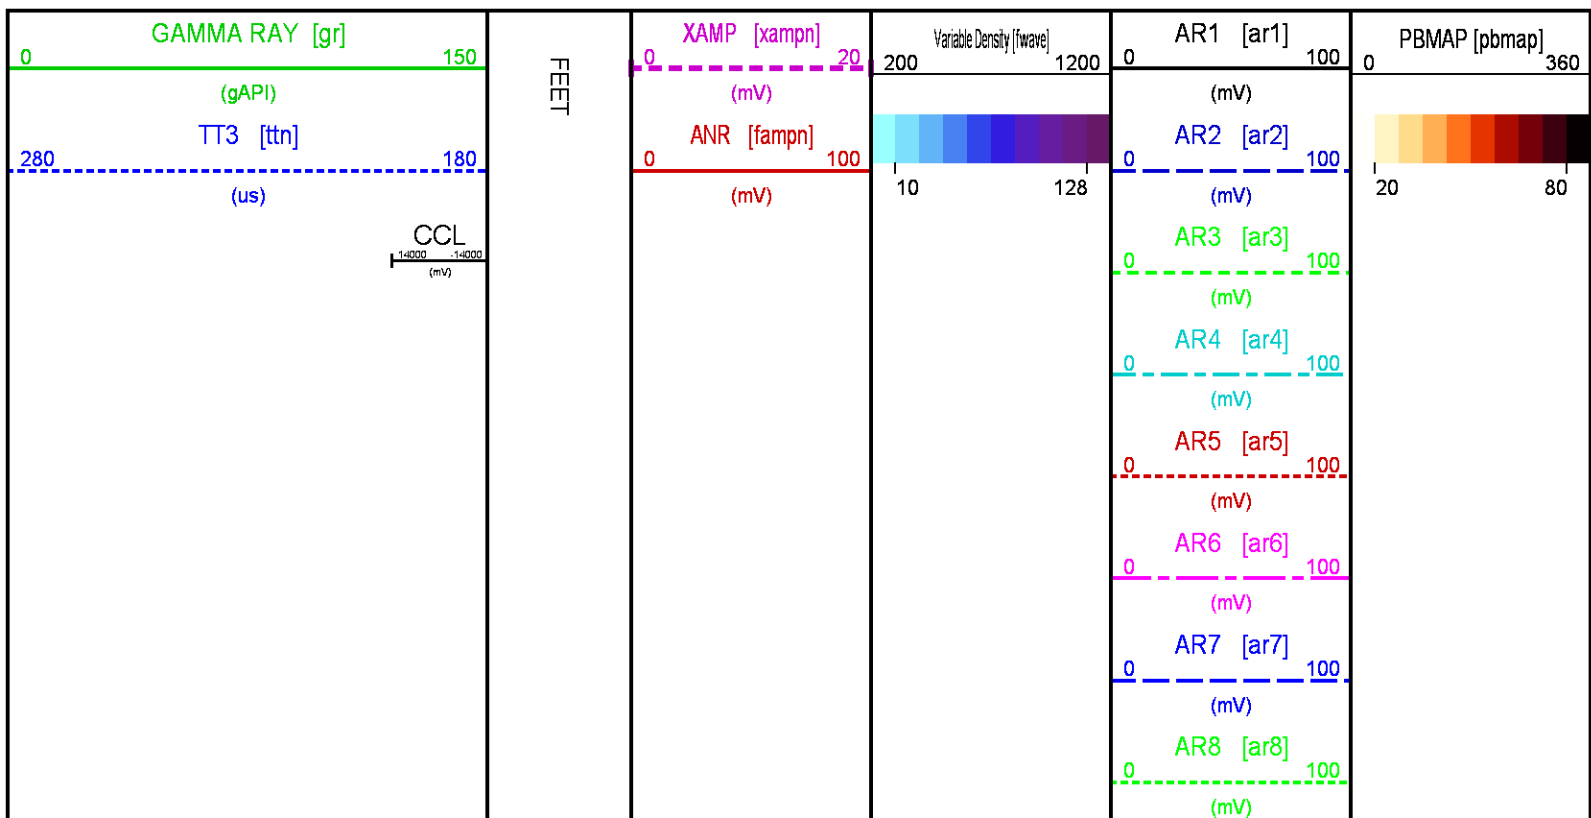 GAMMA RAY [gr]
0 150
(gAPI)
TT3 [ttn]
280 180
(us)
CCL
14000 -14000
(mV)
FEET
XAMP [xampn]
0 20
(mV)
ANR [fampn]
0 100
(mV)
Variable Density [fwave]
200 1200
10 128
AR1 [ar1]
0 100
(mV)
AR2 [ar2]
0 100
(mV)
AR3 [ar3]
0 100
(mV)
AR4 [ar4]
0 100
(mV)
AR5 [ar5]
0 100
(mV)
AR6 [ar6]
0 100
(mV)
AR7 [ar7]
0 100
(mV)
AR8 [ar8]
0 100
(mV)
PBMAP [pbmap]
0 360
20 80